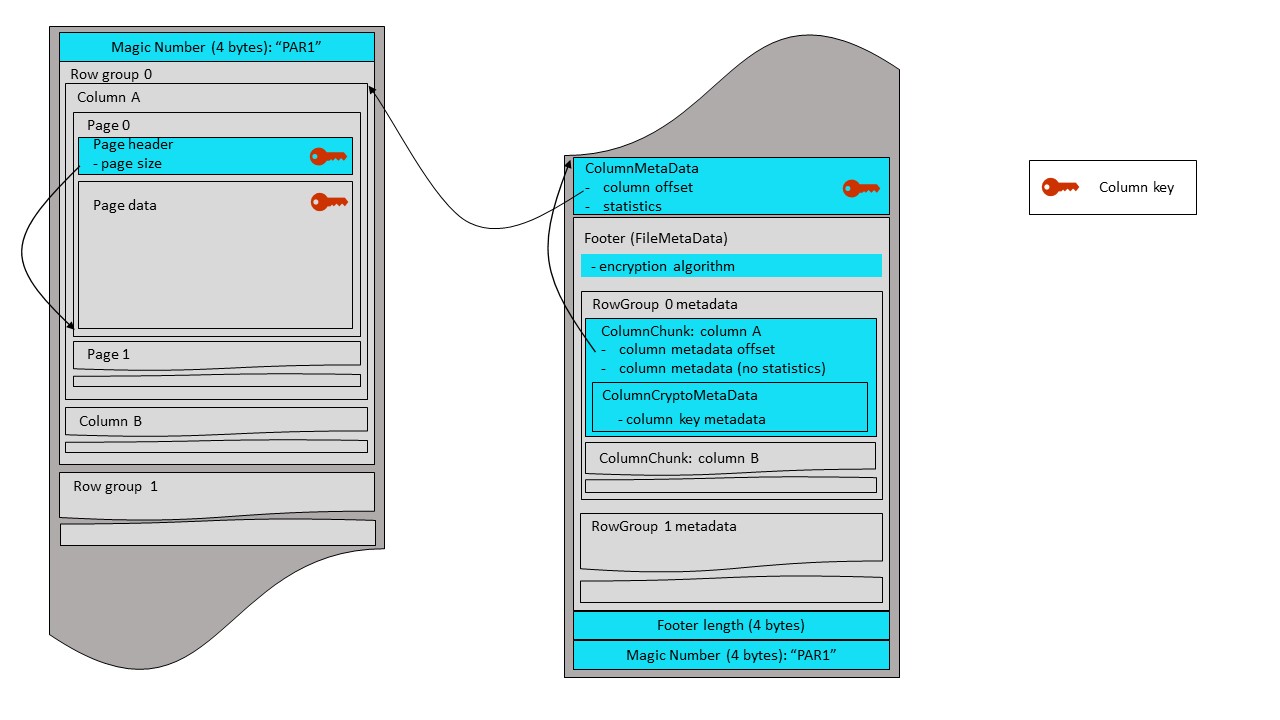 Magic Number (4 bytes): “PAR1”
Row group 0
Column A
Page 0
Page header
- page size
Page data
Page 1
Column B
Row group 1
ColumnMetaData
- column offset
- statistics
Footer (FileMetaData)
- encryption algorithm
RowGroup 0 metadata
ColumnChunk: column A
- column metadata offset
- column metadata (no statistics)
ColumnCryptoMetaData
- column key metadata
ColumnChunk: column B
RowGroup 1 metadata
Footer length (4 bytes)
Magic Number (4 bytes): “PAR1”
Column key